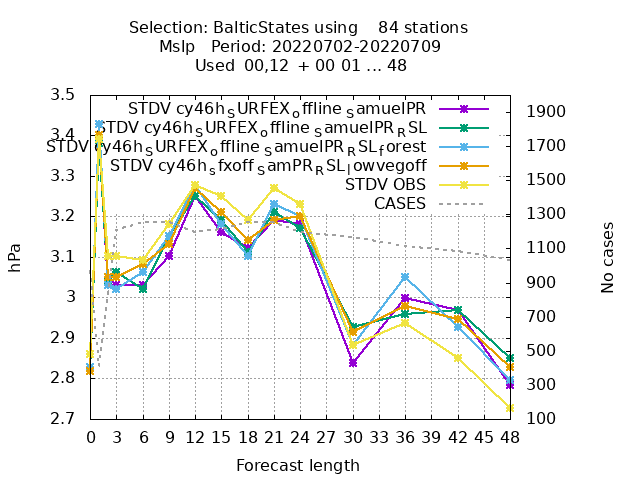 Selection: BalticStates using    84 stations
Mslp   Period: 20220702-20220709
Used  00,12  + 00 01 ... 48
hPa
No cases
3.5
3.4
3.3
3.2
3.1
3
2.9
2.8
2.7
STDV cy46h_SURFEX_offline_SamuelPR
STDV cy46h_SURFEX_offline_SamuelPR_RSL
STDV cy46h_SURFEX_offline_SamuelPR_RSL_forest
STDV cy46h_sfxoff_SamPR_RSL_lowvegoff
STDV OBS
CASES
1900
1700
1500
1300
1100
900
700
500
300
100
0 3 6 9 12 15 18 21 24 27 30 33 36 39 42 45 48
Forecast length